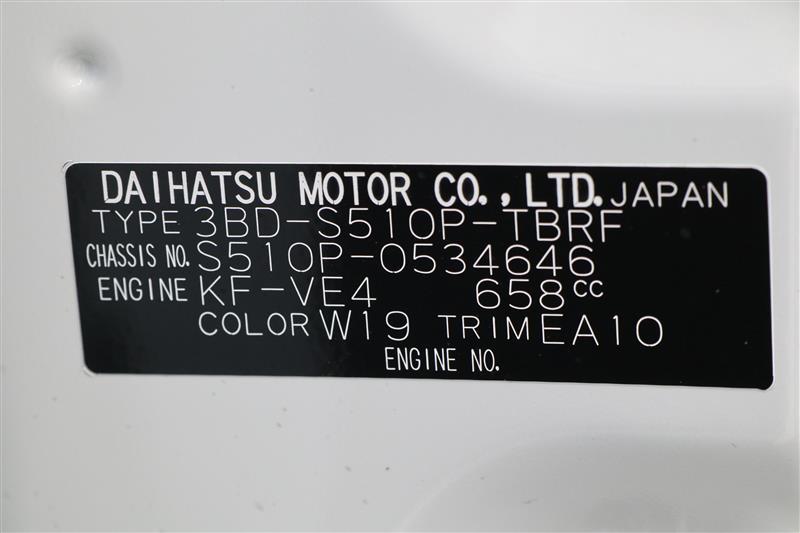 DAIHATSU MOTOR CO., LTD. JAPAN
TYPE 3BD-S510P-TBRF
CHASSIS NO. S510P-0534646
ENGINE KF-VE4 658cc
COLOR W19 TRIM EA10
ENGINE NO.